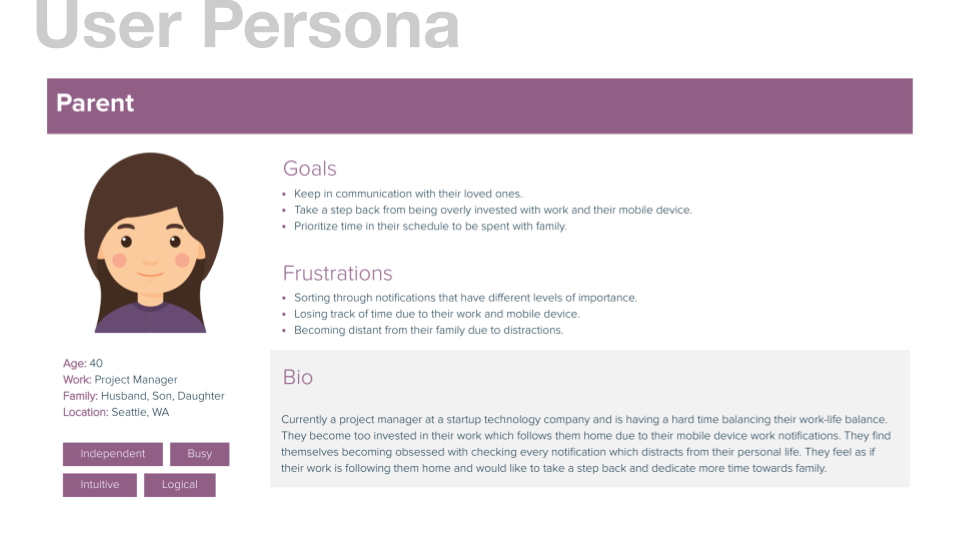 User Persona
Parent
Goals
• Keep in communication with their loved ones.
• Take a step back from being overly invested with work and their mobile device.
• Prioritize time in their schedule to be spent with family.
Frustrations
• Sorting through notifications that have different levels of importance.
• Losing track of time due to their work and mobile device.
• Becoming distant from their family due to distractions.
Age: 40
Work: Project Manager
Family: Husband, Son, Daughter
Location: Seattle, WA
Independent Busy
Intuitive Logical
Bio
Currently a project manager at a startup technology company and is having a hard time balancing their work-life balance.
They become too invested in their work which follows them home due to their mobile device work notifications. They find
themselves becoming obsessed with checking every notification which distracts from their personal life. They feel as if
their work is following them home and would like to take a step back and dedicate more time towards family.